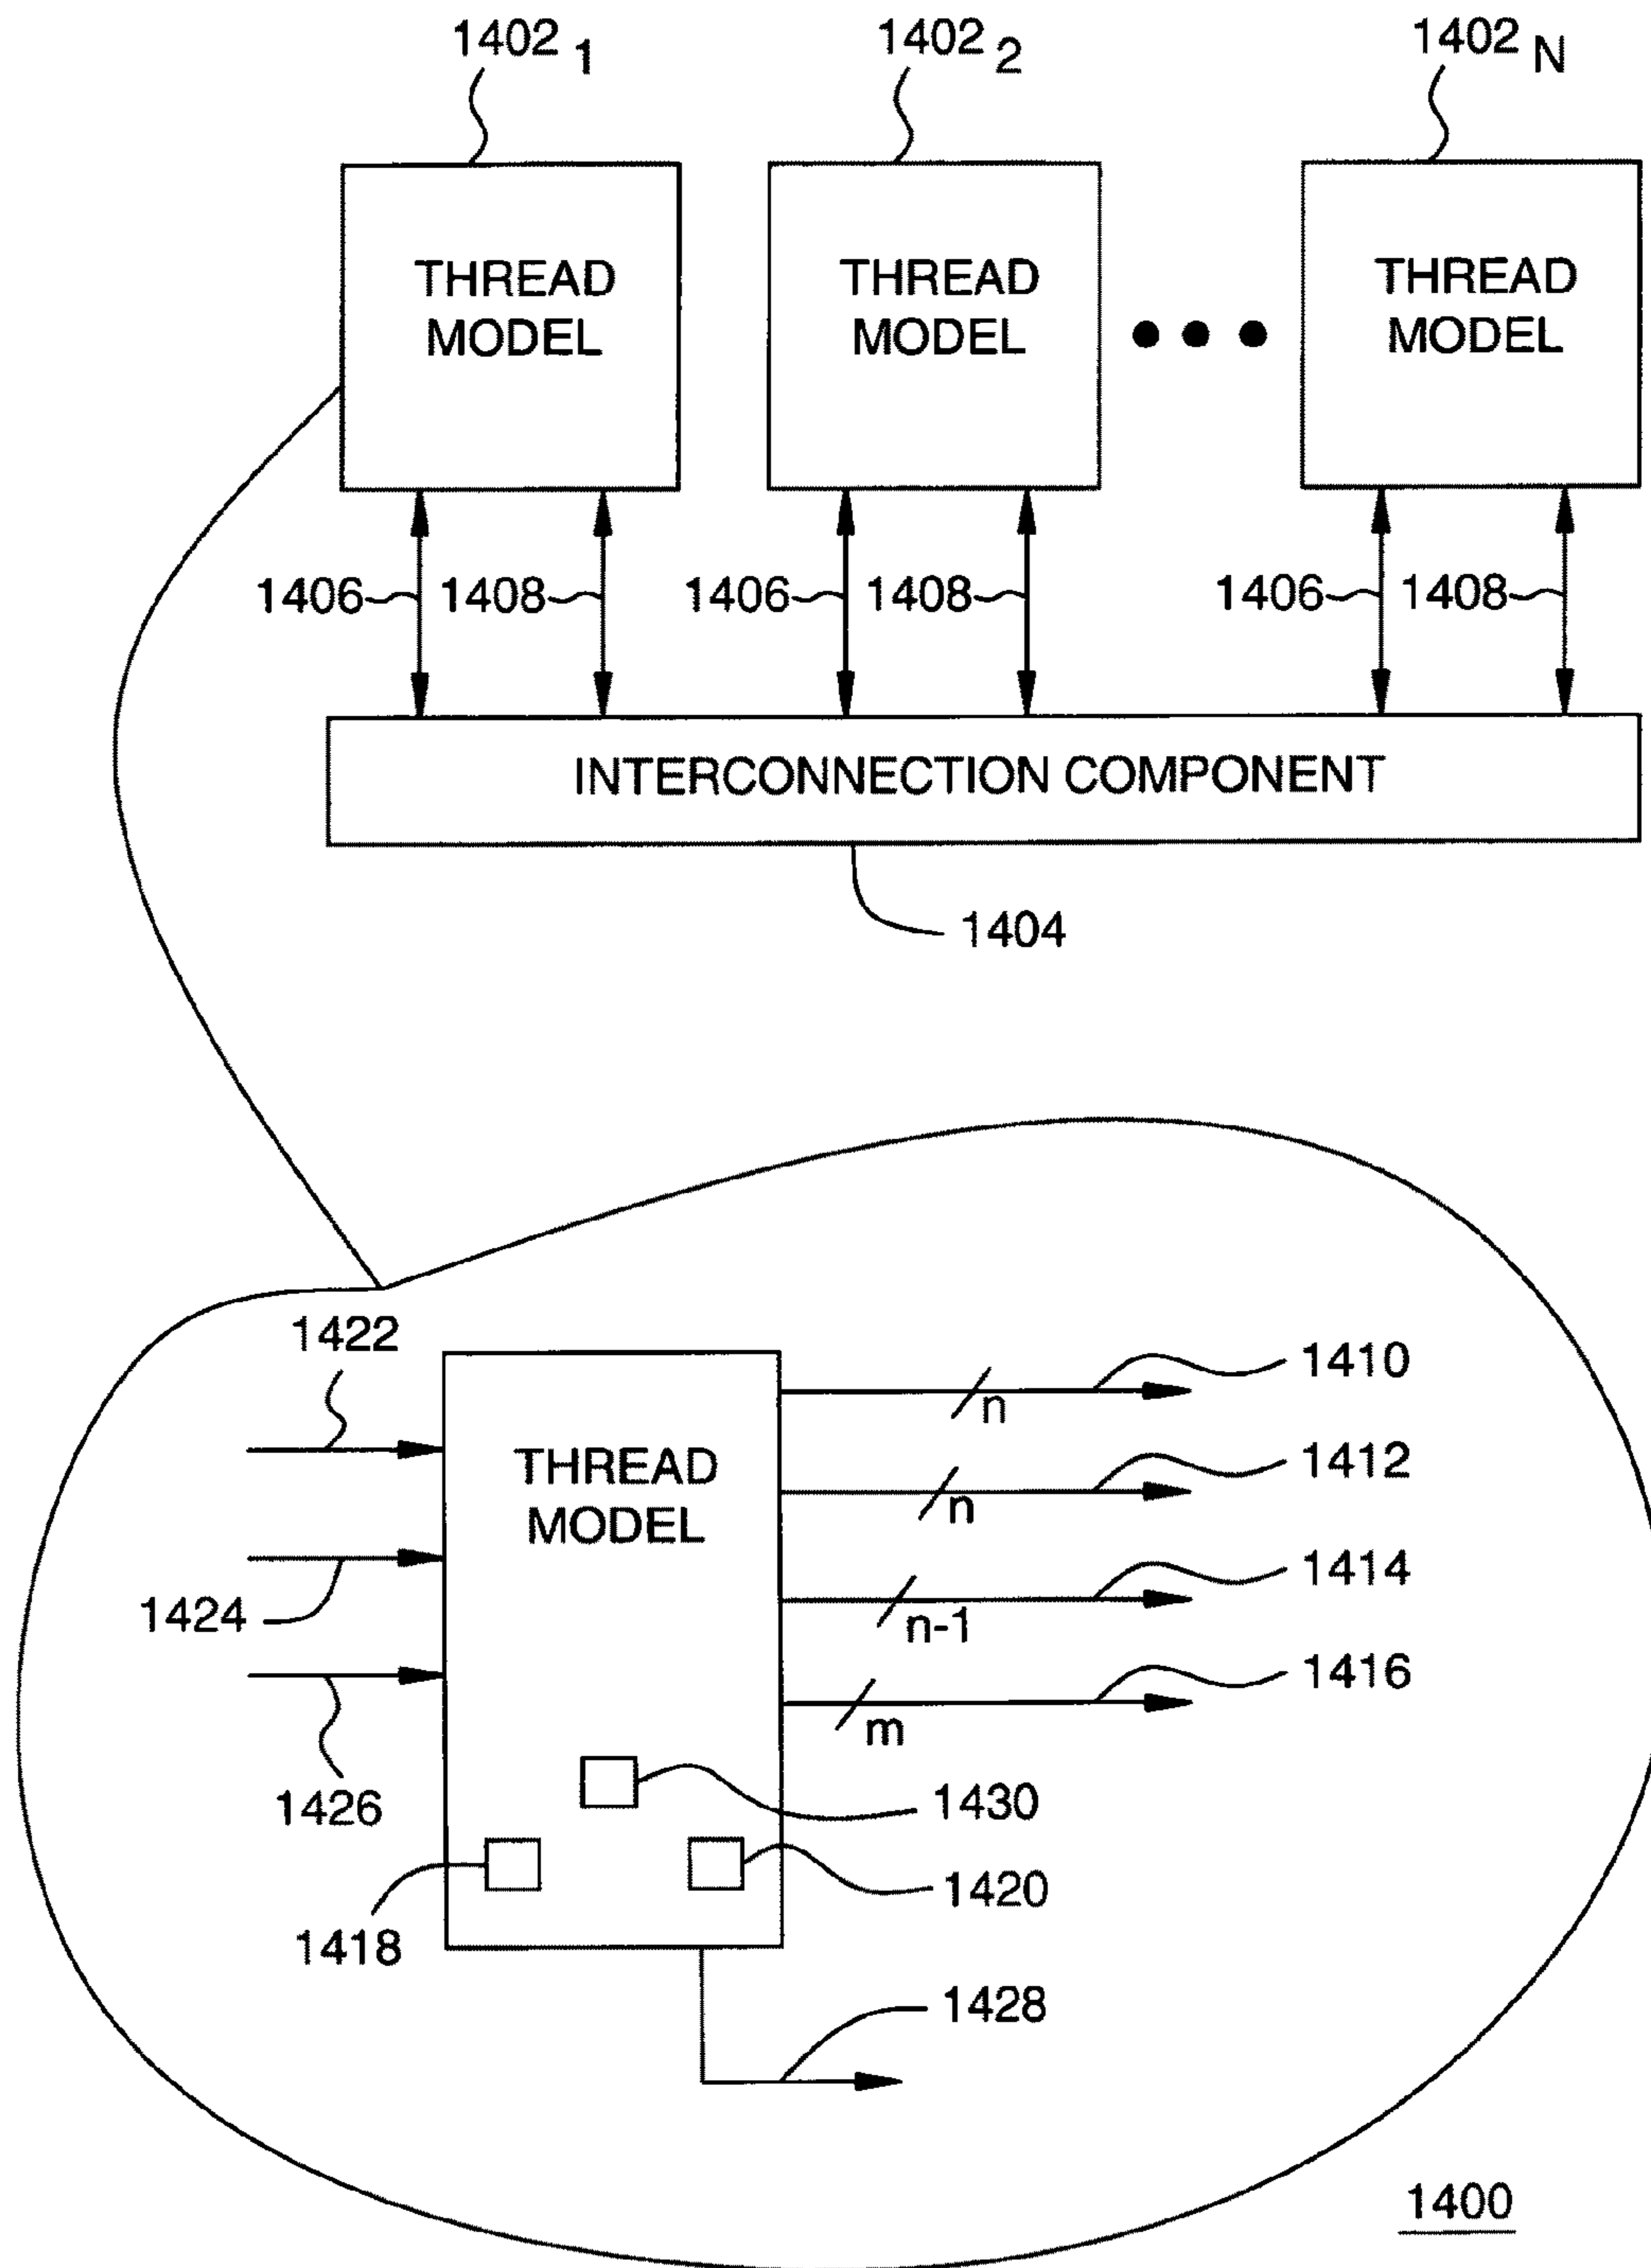 1402 1
1402 2
1402 N
THREAD
MODEL
THREAD
MODEL
THREAD
MODEL
1406
1408
1406
1408
1406
1408
INTERCONNECTION COMPONENT
1404
1422
1410
n
THREAD
MODEL
1412
n
1424
1414
n-1
1416
m
1426
1430
1418
1420
1428
1400